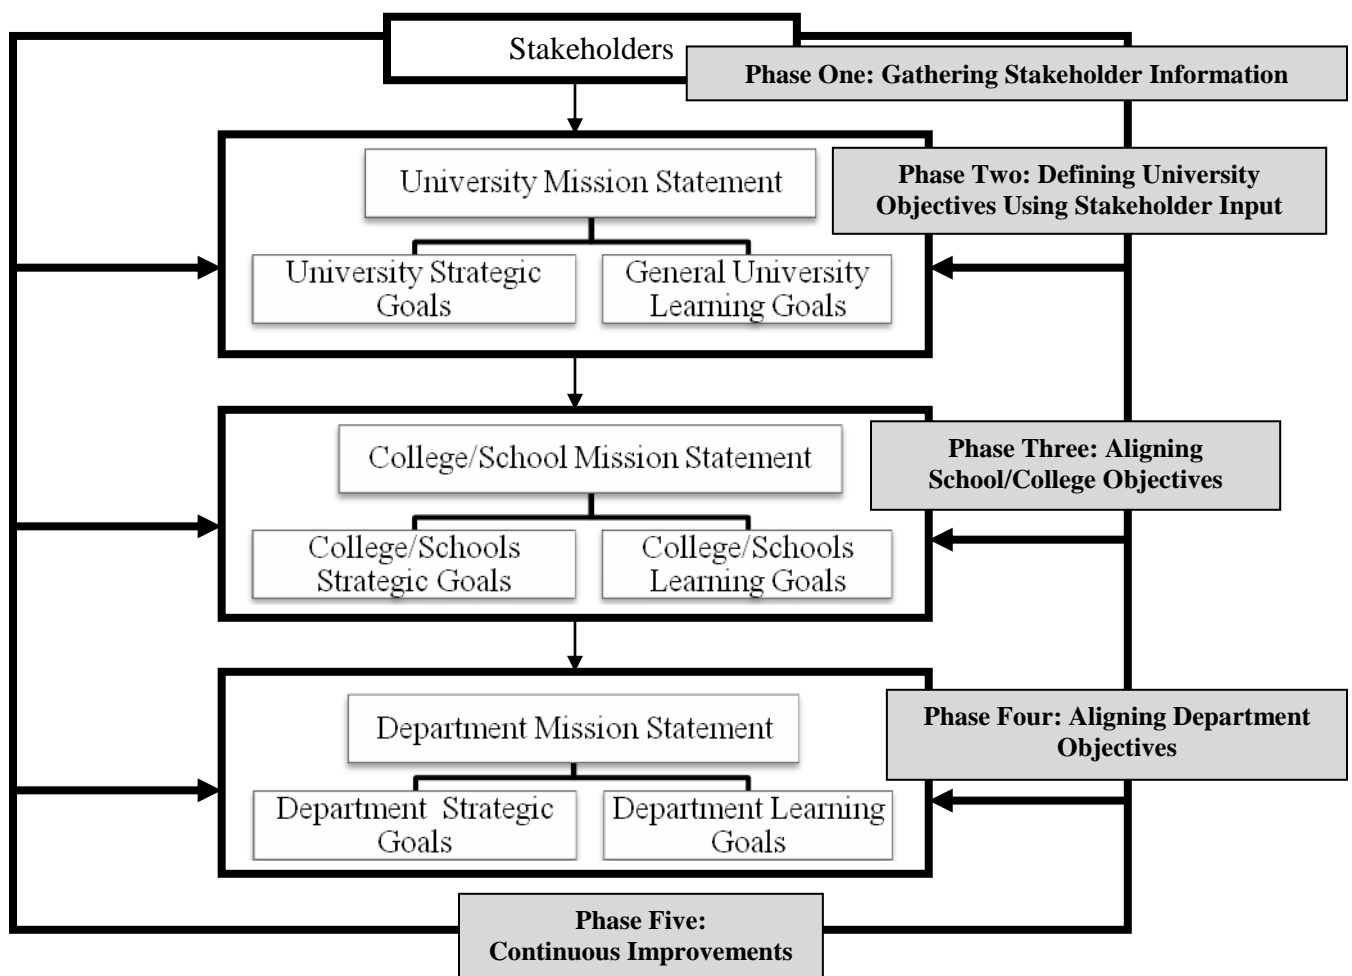 Stakeholders
Phase One: Gathering Stakeholder Information
University Mission Statement
Phase Two: Defining University
Objectives Using Stakeholder Input
University Strategic
Goals
General University
Learning Goals
College/School Mission Statement
Phase Three: Aligning
School/College Objectives
College/Schools
Strategic Goals
College/Schools
Learning Goals
Department Mission Statement
Phase Four: Aligning Department
Objectives
Department Strategic
Goals
Department Learning
Goals
Phase Five:
Continuous Improvements